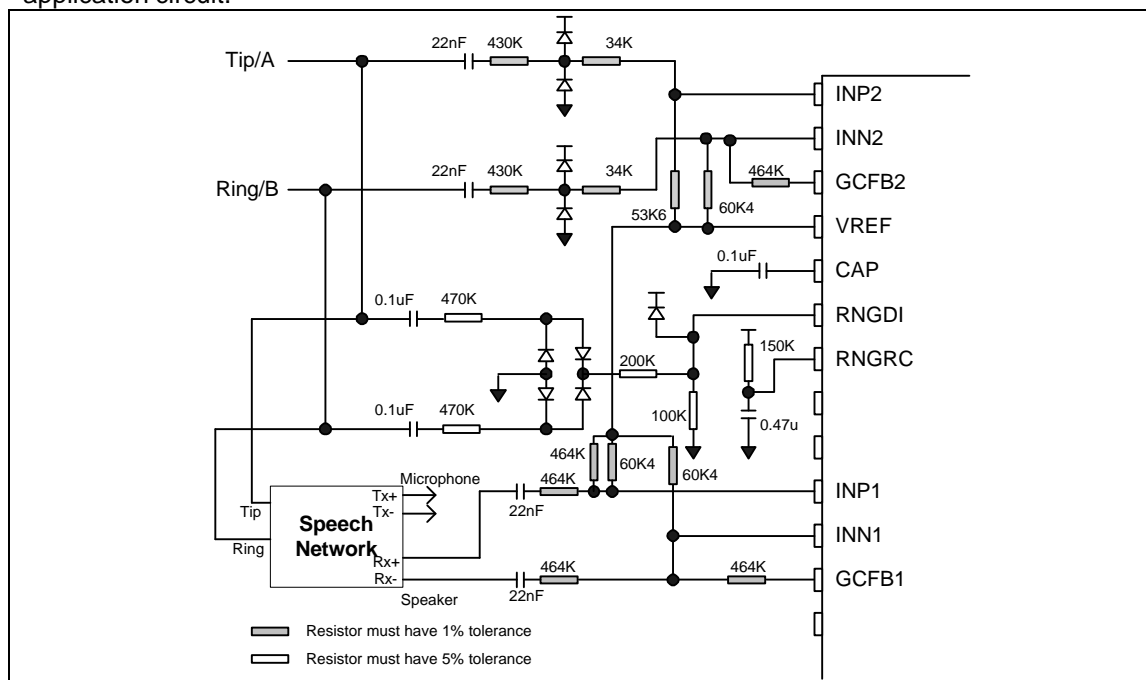 application circuit.
22nF 430K 34K
Tip/A
INP2
INN2
22nF 430K 34K 464K
Ring/B
GCFB2
53K6 60K4
VREF
0.1uF
CAP
0.1uF 470K
RNGDI
150K
200K
RNGRC
0.1uF 470K
100K
0.47u
464K
60K4
60K4
Microphone
464K
Tx+
INP1
Tx-
22nF
Tip
Speech
Network
INN1
Ring
Rx+
464K 464K
Rx-
GCFB1
22nF
Speaker
Resistor must have 1% tolerance
Resistor must have 5% tolerance